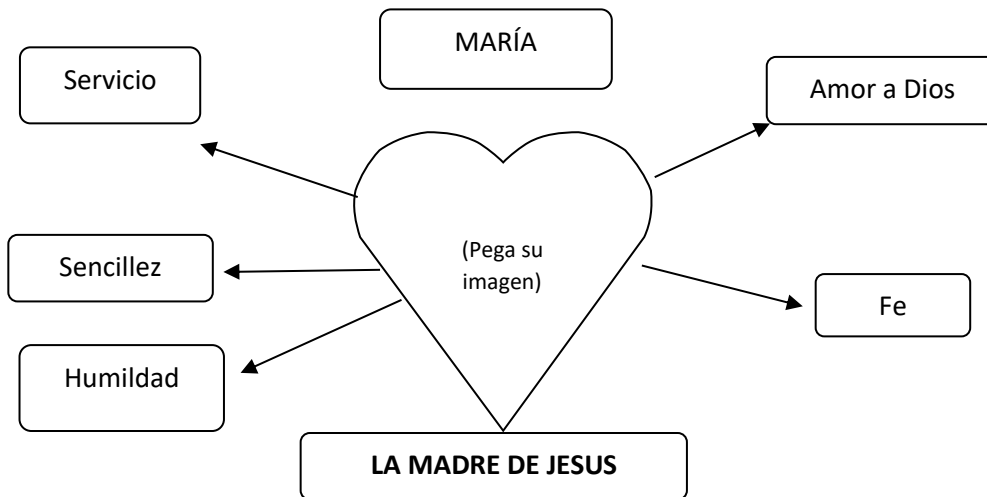 MARÍA
Servicio
Amor a Dios
(Pega su
imagen)
Sencillez
Fe
Humildad
LA MADRE DE JESUS